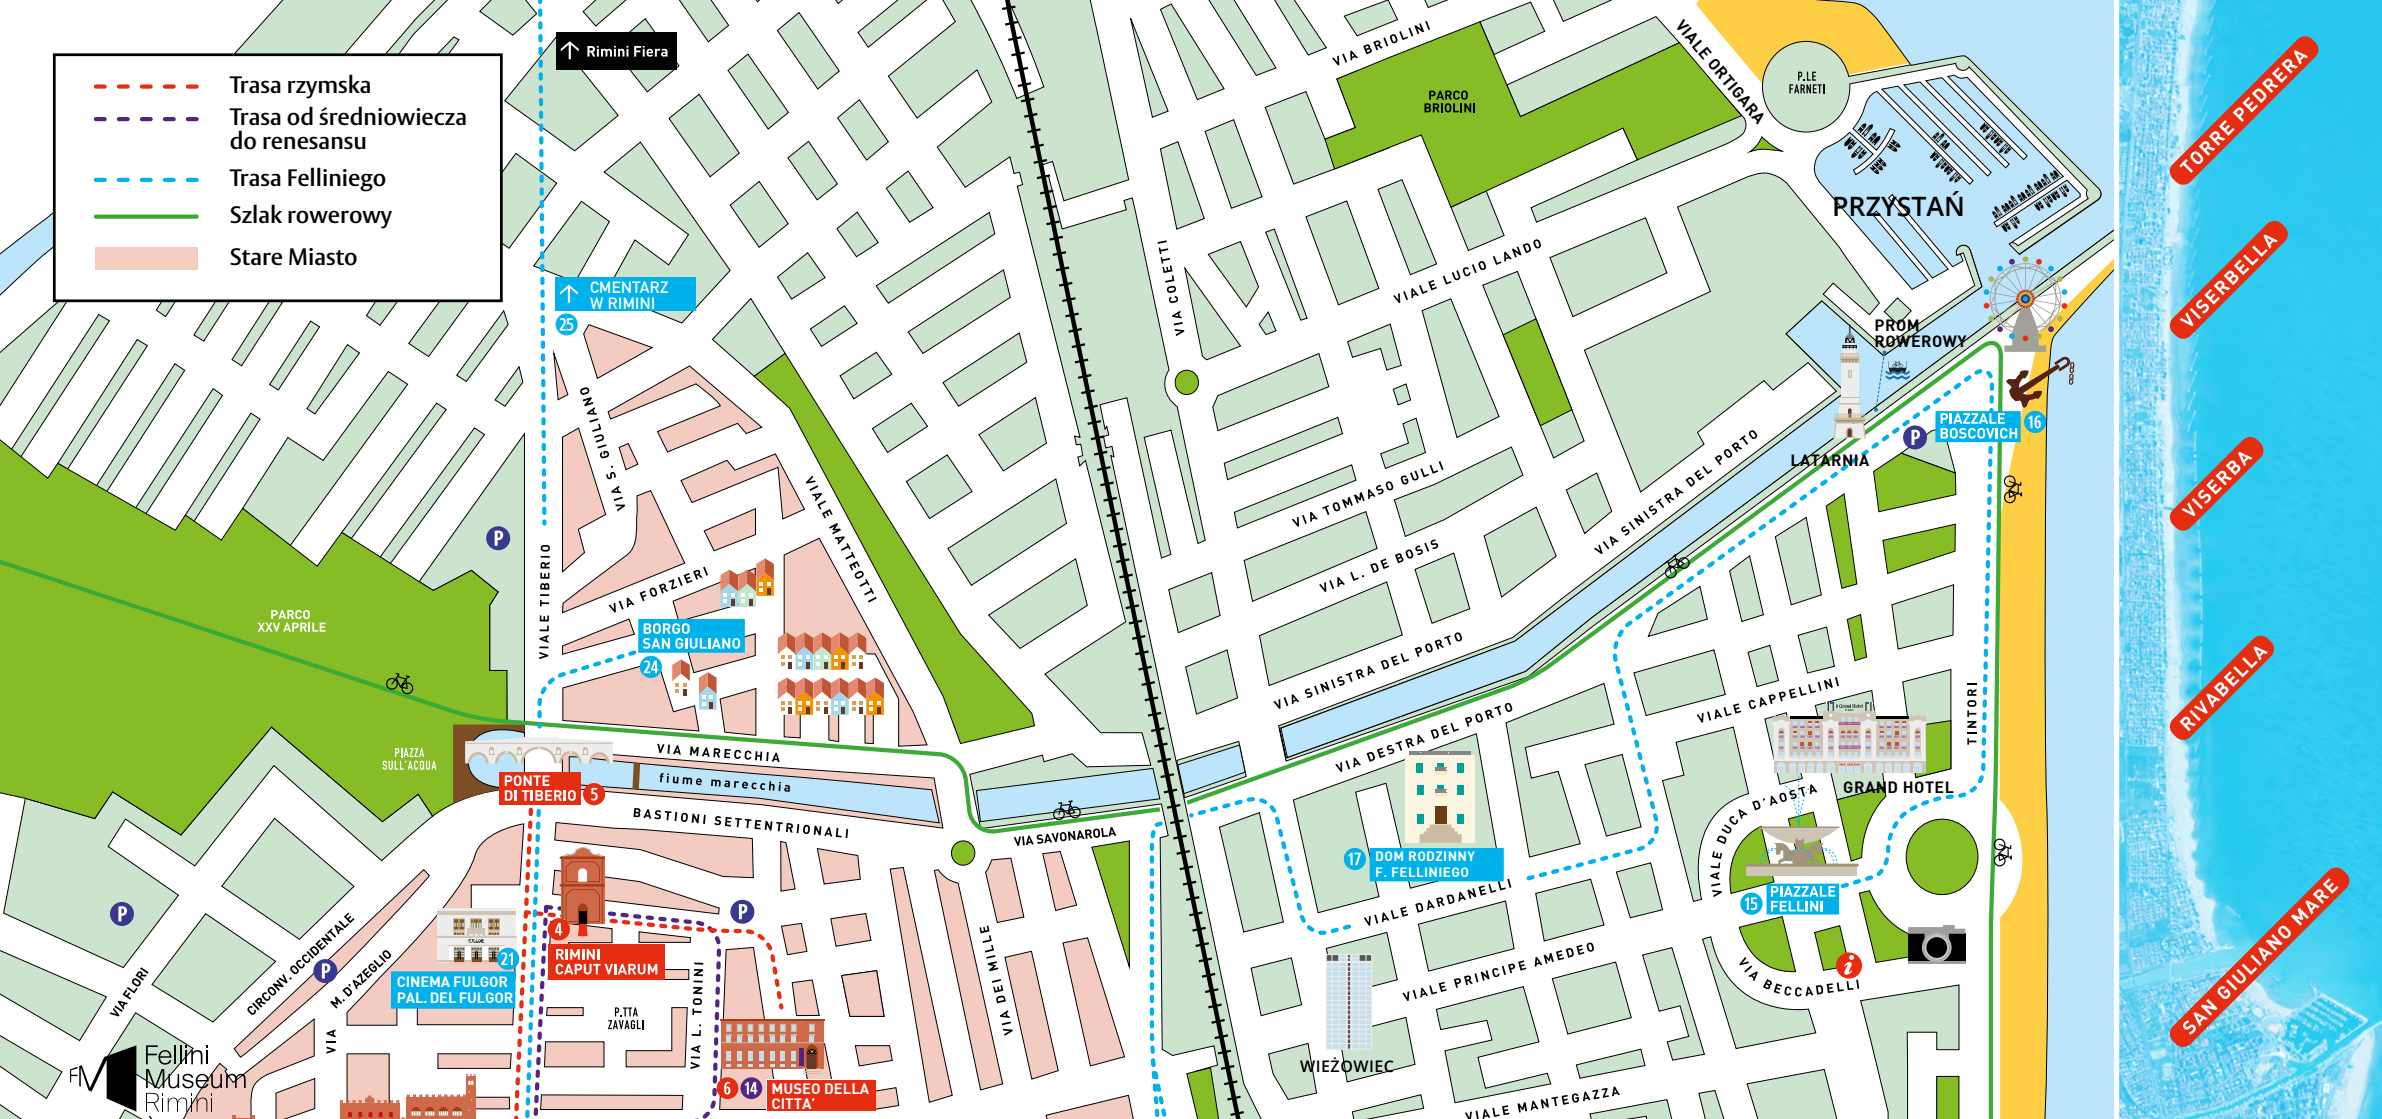 Trasa rzymska
Trasa od średniowiecza
do renesansu
Trasa Felliniego
Szlak rowerowy
Stare Miasto
Rimini Fiera
CMENTARZ
W RIMINI
25
VIA BRIOLINI
PARCO
BRIOLINI
VIALE ORTIGARA
P.LE
FARNETI
PRZYSTAŃ
VIA COLETTI
VIALE LUCIO LANDO
PROM
ROWEROWY
PIAZZALE
BOSCOVICH
16
P
LATARNIA
VIA S. GIULIANO
VIALE MATTEOTTI
VIA TOMMASO GULLI
VIA SINISTRA DEL PORTO
VIA L. DE BOSIS
P
VIALE TIBERIO
VIA FORZIERI
PARCO
XXV APRILE
BORGO
SAN GIULIANO
24
VIA SINISTRA DEL PORTO
VIALE CAPPELLINI
TINTORI
Grand Hotel
GRAND HOTEL
PIAZZA
SULL'ACQUA
VIA MARECCHIA
fiume marecchia
PONTE
DI TIBERIO
5
BASTIONI SETTENTRIONALI
VIA SAVONAROLA
VIA DESTRA DEL PORTO
VIALE DUCA D'AOSTA
17
DOM RODZINNY
F. FELLINIEGO
15
PIAZZALE
FELLINI
VIALE DARDANELLI
VIALE PRINCIPE AMEDEO
VIA BECCADELLI
i
P
P
P
VIA FLORI
CIRCONV. OCCIDENTALE
M. D'AZEGLIO
VIA
21
CINEMA FULGOR
PAL. DEL FULGOR
4
RIMINI
CAPUT VIARUM
P.TTA
ZAVAGLI
VIA L. TONINI
VIA DEI MILLE
6
14
MUSEO DELLA
CITTA'
WIEŻOWIEC
VIALE MANTEGAZZA
FM
Fellini
Museum
Rimini
TORRE PEDRERA
VISERBELLA
VISERBA
RIVABELLA
SAN GIULIANO MARE